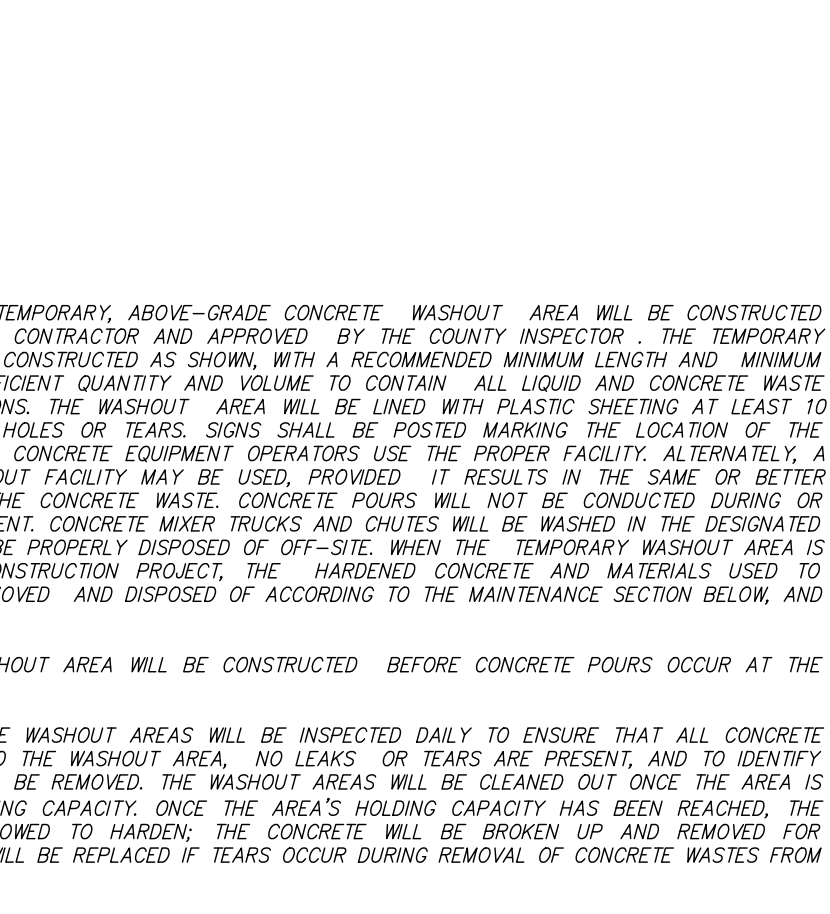 TEMPORARY, ABOVE-GRADE CONCRETE WASHOUT AREA WILL BE CONSTRUCTED
CONTRACTOR AND APPROVED BY THE COUNTY INSPECTOR . THE TEMPORARY
CONSTRUCTED AS SHOWN, WITH A RECOMMENDED MINIMUM LENGTH AND MINIMUM
FICIENT QUANTITY AND VOLUME TO CONTAIN ALL LIQUID AND CONCRETE WASTE
ONS. THE WASHOUT AREA WILL BE LINED WITH PLASTIC SHEETING AT LEAST 10
HOLES OR TEARS. SIGNS SHALL BE POSTED MARKING THE LOCATION OF THE
CONCRETE EQUIPMENT OPERATORS USE THE PROPER FACILITY. ALTERNATELY, A
OUT FACILITY MAY BE USED, PROVIDED IT RESULTS IN THE SAME OR BETTER
HE CONCRETE WASTE. CONCRETE POURS WILL NOT BE CONDUCTED DURING OR
ENT. CONCRETE MIXER TRUCKS AND CHUTES WILL BE WASHED IN THE DESIGNATED
BE PROPERLY DISPOSED OF OFF-SITE. WHEN THE TEMPORARY WASHOUT AREA IS
ONSTRUCTION PROJECT, THE HARDENED CONCRETE AND MATERIALS USED TO
OVED AND DISPOSED OF ACCORDING TO THE MAINTENANCE SECTION BELOW, AND
HOUT AREA WILL BE CONSTRUCTED BEFORE CONCRETE POURS OCCUR AT THE
E WASHOUT AREAS WILL BE INSPECTED DAILY TO ENSURE THAT ALL CONCRETE
O THE WASHOUT AREA, NO LEAKS OR TEARS ARE PRESENT, AND TO IDENTIFY
BE REMOVED. THE WASHOUT AREAS WILL BE CLEANED OUT ONCE THE AREA IS
NG CAPACITY. ONCE THE AREA'S HOLDING CAPACITY HAS BEEN REACHED, THE
OWED TO HARDEN; THE CONCRETE WILL BE BROKEN UP AND REMOVED FOR
ILL BE REPLACED IF TEARS OCCUR DURING REMOVAL OF CONCRETE WASTES FROM